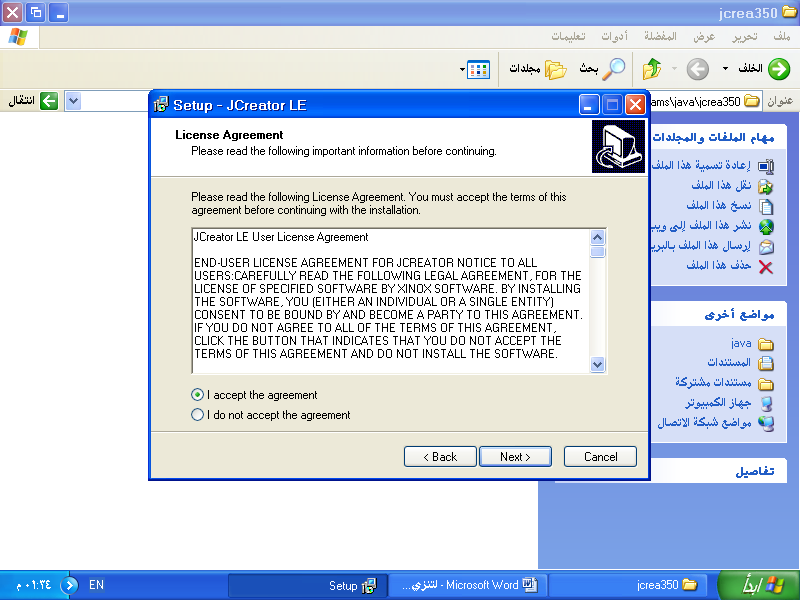 jcrea350
ملف تحرير عرض المفضلة أدوات تعليمات
الخلف بحث مجلدات
عنوان ams\java\jcrea350 انتقال
Setup - JCreator LE
License Agreement
Please read the following important information before continuing.
Please read the following License Agreement. You must accept the terms of this
agreement before continuing with the installation.
JCreator LE User License Agreement
END-USER LICENSE AGREEMENT FOR JCREATOR NOTICE TO ALL
USERS:CAREFULLY READ THE FOLLOWING LEGAL AGREEMENT, FOR THE
LICENSE OF SPECIFIED SOFTWARE BY XINOX SOFTWARE. BY INSTALLING
THE SOFTWARE, YOU (EITHER AN INDIVIDUAL OR A SINGLE ENTITY)
CONSENT TO BE BOUND BY AND BECOME A PARTY TO THIS AGREEMENT.
IF YOU DO NOT AGREE TO ALL OF THE TERMS OF THIS AGREEMENT,
CLICK THE BUTTON THAT INDICATES THAT YOU DO NOT ACCEPT THE
TERMS OF THIS AGREEMENT AND DO NOT INSTALL THE SOFTWARE.
I accept the agreement
I do not accept the agreement
< Back Next > Cancel
مهام الملفات والمجلدات
إعادة تسمية هذا الملف
نقل هذا الملف
نسخ هذا الملف
نشر هذا الملف إلى ويب
إرسال هذا الملف بالبريد
حذف هذا الملف
مواضع أخرى
java
المستندات
مستندات مشتركة
جهاز الكمبيوتر
مواضع شبكة الاتصال
تفاصيل
ابدأ
jcrea350
لتنزي... - Microsoft Word
Setup
EN
٠١:٣٤ م